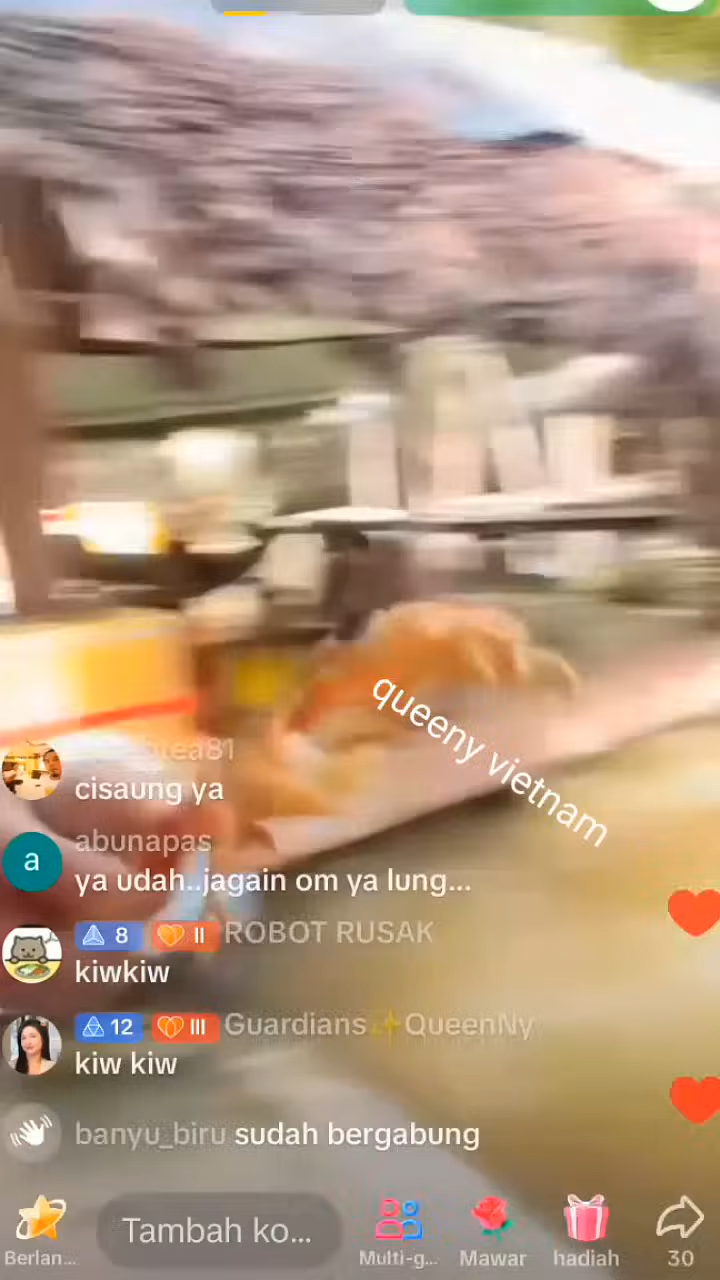 queeny vietnam
cisaung ya
abunapas
ya udah..jagain om ya lung...
8 II ROBOT RUSAK
kiwkiw
12 III Guardians✨QueenNy
kiw kiw
banyu_biru sudah bergabung
Berlan...
Tambah ko...
Multi-g...
Mawar
hadiah
30